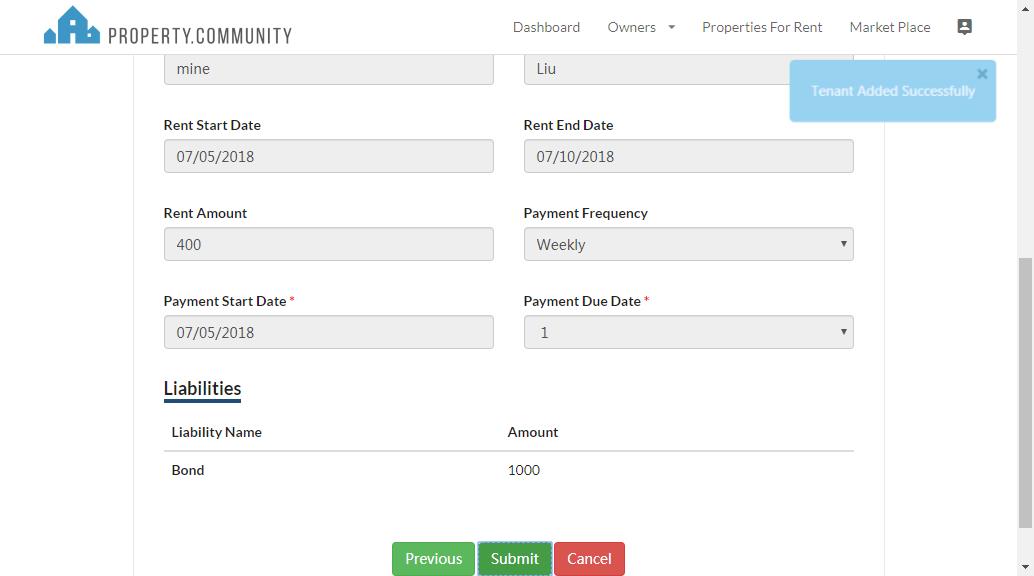 PROPERTY.COMMUNITY Dashboard Owners Properties For Rent Market Place
mine Liu
Tenant Added Successfully
Rent Start Date Rent End Date
07/05/2018 07/10/2018
Rent Amount Payment Frequency
400 Weekly
Payment Start Date * Payment Due Date *
07/05/2018 1
Liabilities
Liability Name Amount
Bond 1000
Previous Submit Cancel